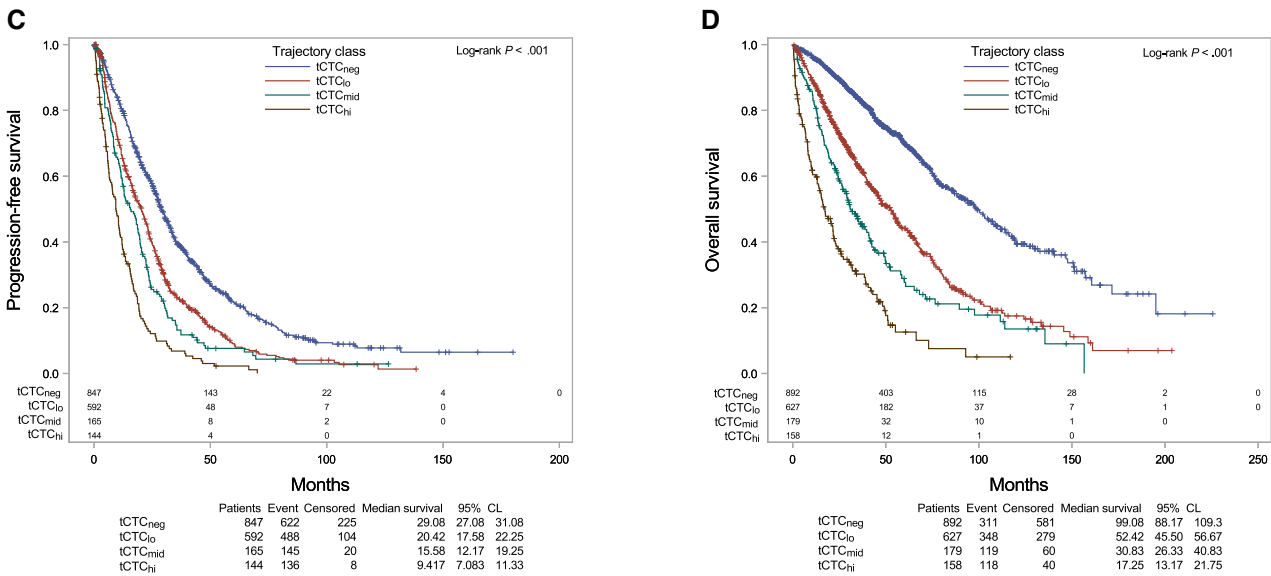 C
Progression-free survival
1.0
0.8
0.6
0.4
0.2
0.0
Trajectory class
tCTCneg
tCTClo
tCTCmid
tCTChi
Log-rank P < .001
tCTCneg 847 143 22 4 0
tCTClo 592 48 7 0
tCTCmid 165 8 2 0
tCTChi 144 4 0
0 50 100 150 200
Months
Patients Event Censored Median survival 95% CL
tCTCneg 847 622 225 29.08 27.08 31.08
tCTClo 592 488 104 20.42 17.58 22.25
tCTCmid 165 145 20 15.58 12.17 19.25
tCTChi 144 136 8 9.417 7.083 11.33
D
Overall survival
1.0
0.8
0.6
0.4
0.2
0.0
Trajectory class
tCTCneg
tCTClo
tCTCmid
tCTChi
Log-rank P < .001
tCTCneg 892 403 115 28 2 0
tCTClo 627 182 37 7 1 0
tCTCmid 179 32 10 1 0
tCTChi 158 12 1 0
0 50 100 150 200 250
Months
Patients Event Censored Median survival 95% CL
tCTCneg 892 311 581 99.08 88.17 109.3
tCTClo 627 348 279 52.42 45.50 56.67
tCTCmid 179 119 60 30.83 26.33 40.83
tCTChi 158 118 40 17.25 13.17 21.75